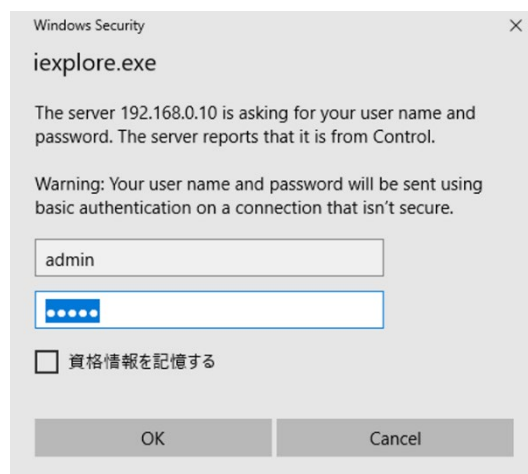 Windows Security
iexplore.exe
The server 192.168.0.10 is asking for your user name and
password. The server reports that it is from Control.
Warning: Your user name and password will be sent using
basic authentication on a connection that isn’t secure.
admin
●●●●●
資格情報を記憶する
OK Cancel